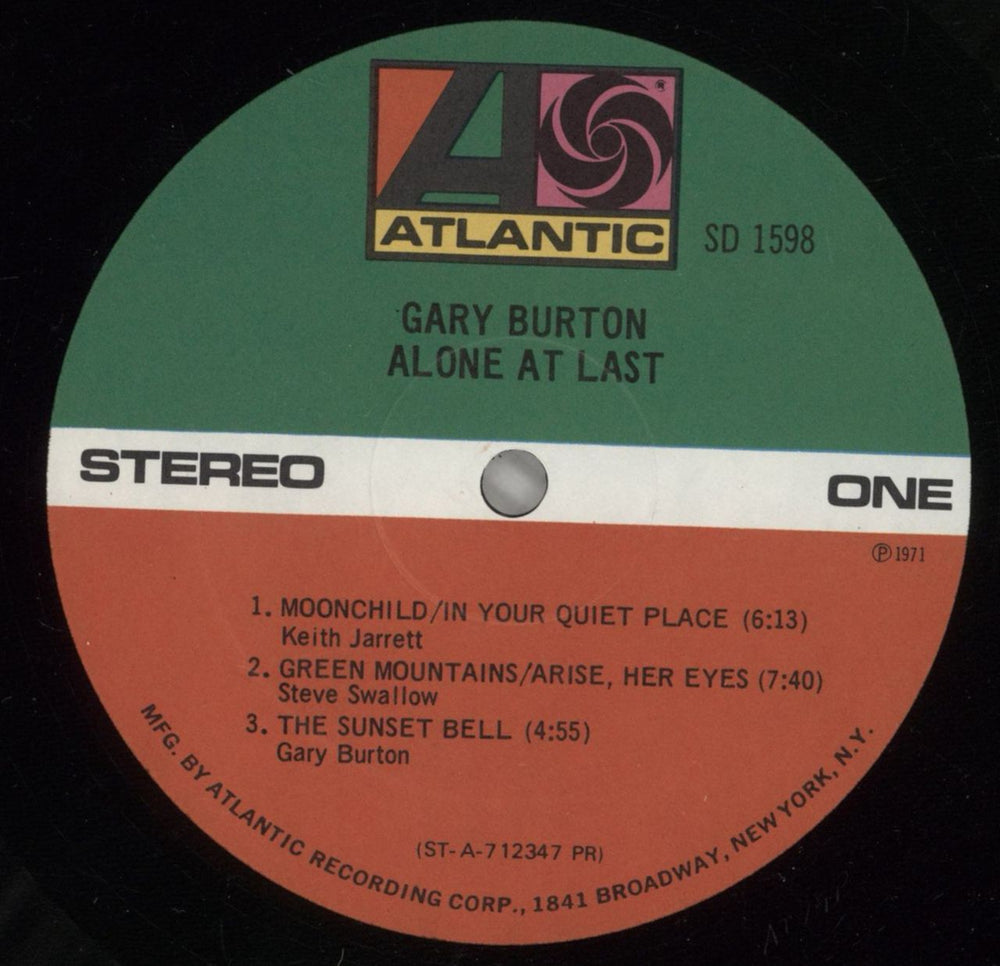 ATLANTIC
®
SD 1598
GARY BURTON
ALONE AT LAST
STEREO
ONE
Ⓟ 1971
1. MOONCHILD/IN YOUR QUIET PLACE (6:13)
Keith Jarrett
2. GREEN MOUNTAINS/ARISE, HER EYES (7:40)
Steve Swallow
3. THE SUNSET BELL (4:55)
Gary Burton
(ST-A-712347 PR)
MFG. BY ATLANTIC RECORDING CORP., 1841 BROADWAY, NEW YORK, N.Y.